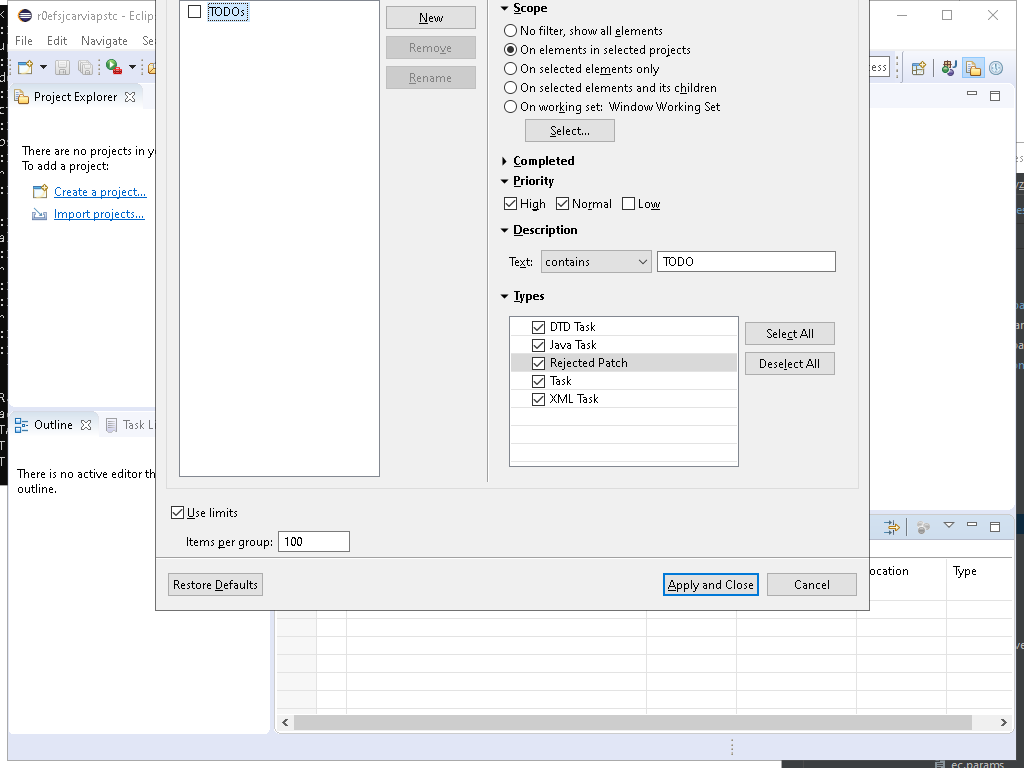 r0efsjcarviapstc - Eclip
File Edit Navigate Se
Project Explorer
There are no projects in y
To add a project:
Create a project...
Import projects...
Outline
Task Li
There is no active editor th
outline.
TODOs
New
Remove
Rename
Scope
No filter, show all elements
On elements in selected projects
On selected elements only
On selected elements and its children
On working set: Window Working Set
Select...
Completed
Priority
High Normal Low
Description
Text: contains TODO
Types
DTD Task
Java Task
Rejected Patch
Task
XML Task
Select All
Deselect All
Use limits
Items per group: 100
Restore Defaults
Apply and Close
Cancel
ess
ocation
Type
ec.params